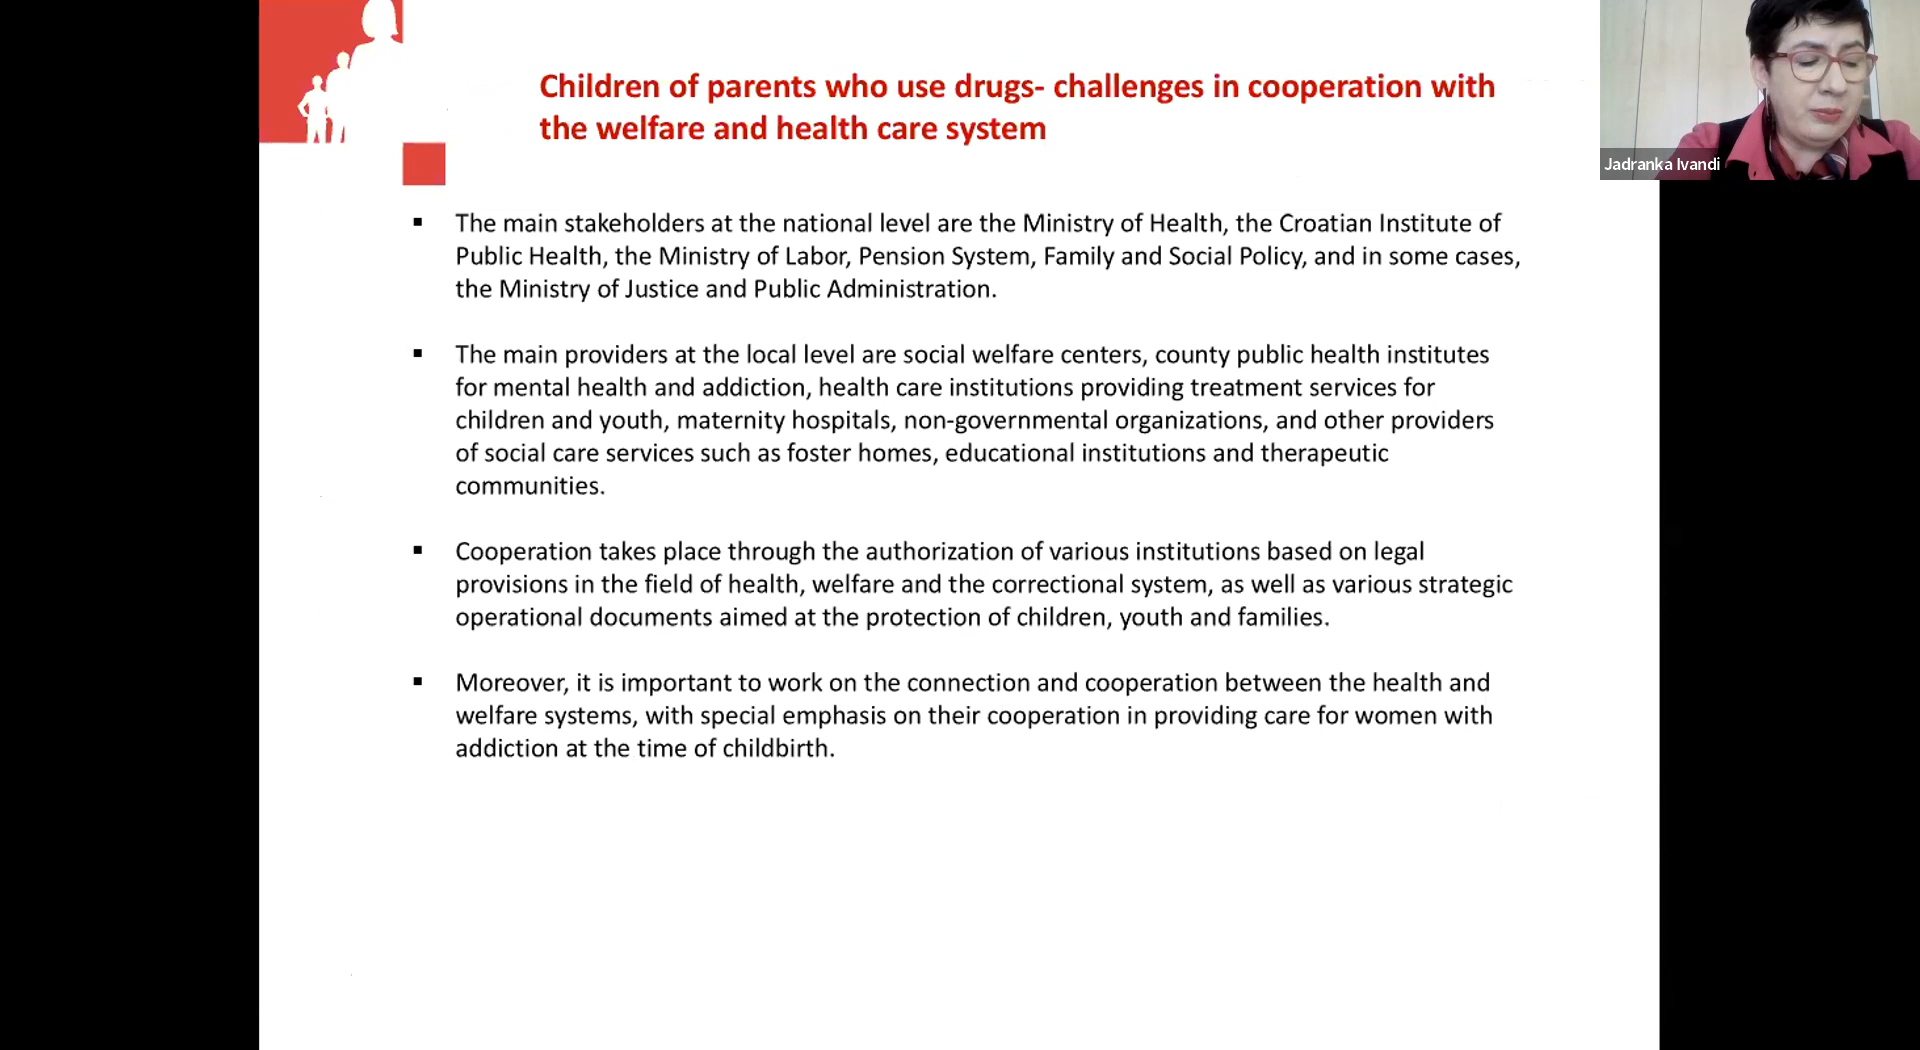 Children of parents who use drugs- challenges in cooperation with
the welfare and health care system
Jadranka Ivandi
▪ The main stakeholders at the national level are the Ministry of Health, the Croatian Institute of
Public Health, the Ministry of Labor, Pension System, Family and Social Policy, and in some cases,
the Ministry of Justice and Public Administration.
▪ The main providers at the local level are social welfare centers, county public health institutes
for mental health and addiction, health care institutions providing treatment services for
children and youth, maternity hospitals, non-governmental organizations, and other providers
of social care services such as foster homes, educational institutions and therapeutic
communities.
▪ Cooperation takes place through the authorization of various institutions based on legal
provisions in the field of health, welfare and the correctional system, as well as various strategic
operational documents aimed at the protection of children, youth and families.
▪ Moreover, it is important to work on the connection and cooperation between the health and
welfare systems, with special emphasis on their cooperation in providing care for women with
addiction at the time of childbirth.